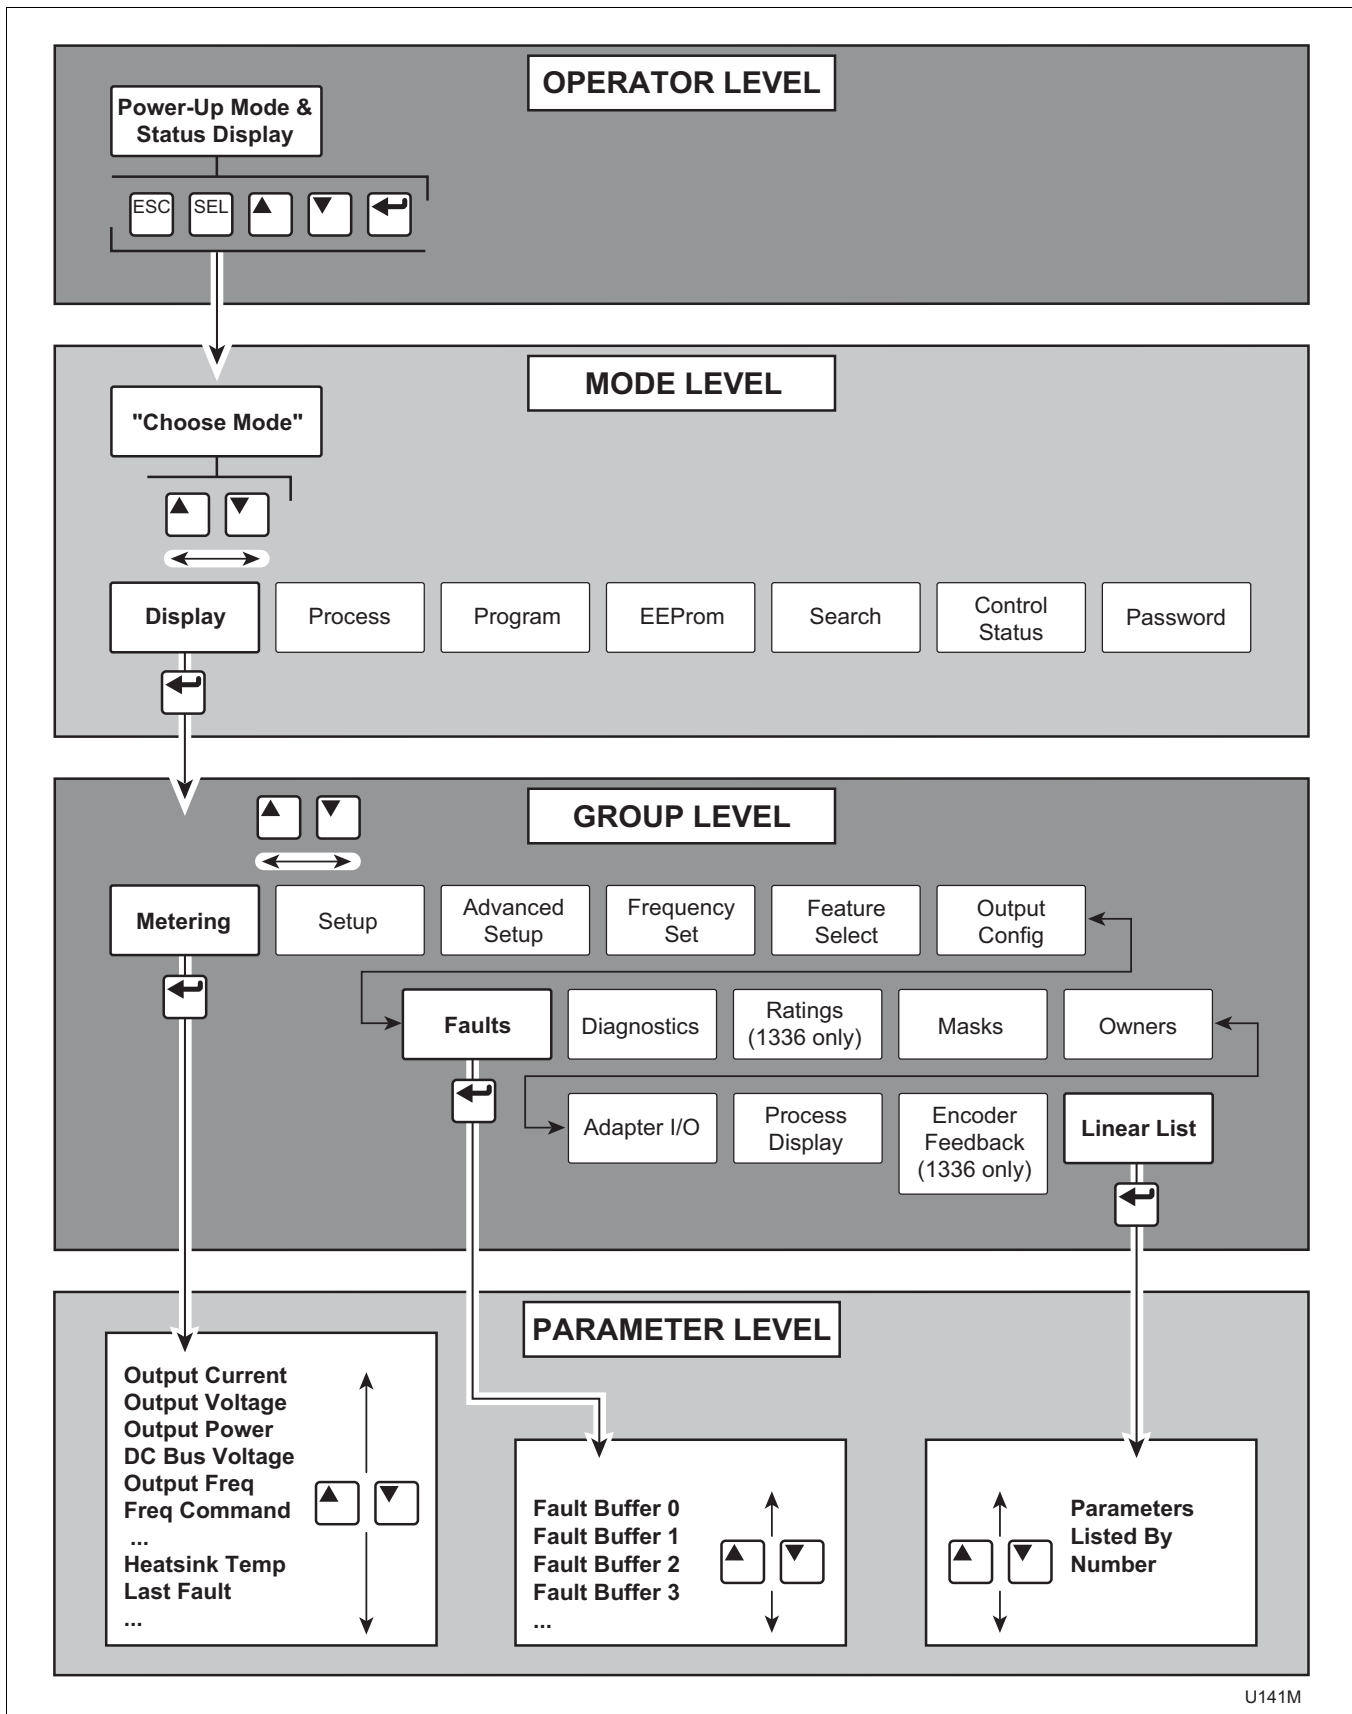 OPERATOR LEVEL
Power-Up Mode &
Status Display
ESC
SEL
MODE LEVEL
"Choose Mode"
Display
Process
Program
EEProm
Search
Control
Status
Password
GROUP LEVEL
Metering
Setup
Advanced
Setup
Frequency
Set
Feature
Select
Output
Config
Faults
Diagnostics
Ratings
(1336 only)
Masks
Owners
Adapter I/O
Process
Display
Encoder
Feedback
(1336 only)
Linear List
PARAMETER LEVEL
Output Current
Output Voltage
Output Power
DC Bus Voltage
Output Freq
Freq Command
...
Heatsink Temp
Last Fault
...
Fault Buffer 0
Fault Buffer 1
Fault Buffer 2
Fault Buffer 3
...
Parameters
Listed By
Number
U141M